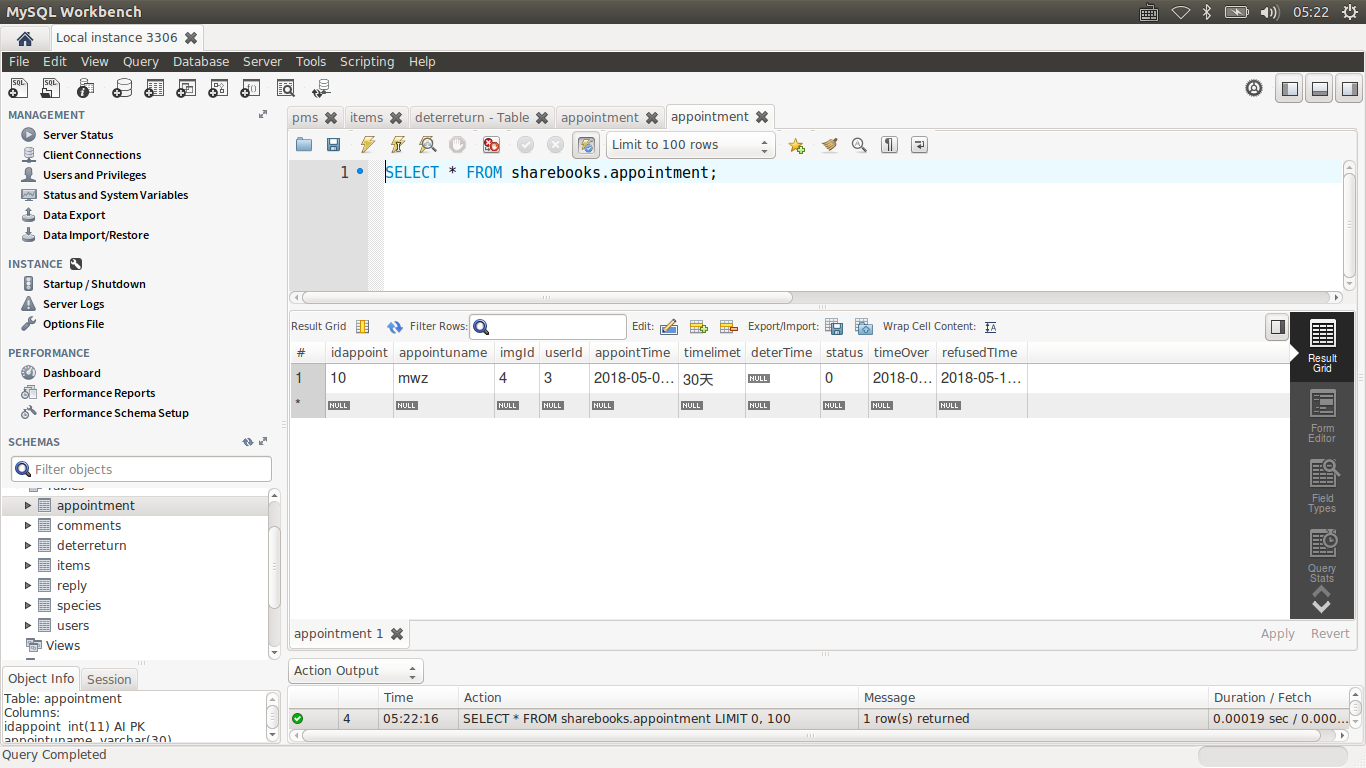 MySQL Workbench 05:22
Local instance 3306
File Edit View Query Database Server Tools Scripting Help
MANAGEMENT
Server Status
Client Connections
Users and Privileges
Status and System Variables
Data Export
Data Import/Restore
INSTANCE
Startup / Shutdown
Server Logs
Options File
PERFORMANCE
Dashboard
Performance Reports
Performance Schema Setup
SCHEMAS
Filter objects
Tables
appointment
comments
deterreturn
items
reply
species
users
Views
Object Info Session
Table: appointment
Columns:
idappoint int(11) AI PK
appointuname varchar(30)
pms items deterreturn - Table appointment appointment
Limit to 100 rows
1 SELECT * FROM sharebooks.appointment;
Result Grid Filter Rows: Edit: Export/Import: Wrap Cell Content:
# idappoint appointuname imgId userId appointTime timelimet deterTime status timeOver refusedTIme
1 10 mwz 4 3 2018-05-0... 30天 NULL 0 2018-0... 2018-05-1...
* NULL NULL NULL NULL NULL NULL NULL NULL NULL NULL
Result
Grid
Form
Editor
Field
Types
Query
Stats
appointment 1 Apply Revert
Action Output
Time Action Message Duration / Fetch
4 05:22:16 SELECT * FROM sharebooks.appointment LIMIT 0, 100 1 row(s) returned 0.00019 sec / 0.000...
Query Completed